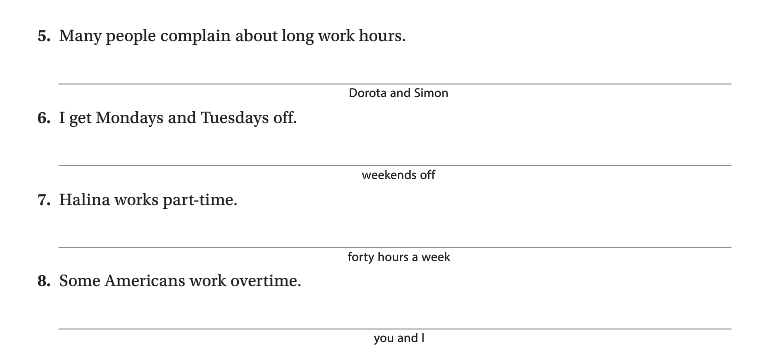 5. Many people complain about long work hours.
Dorota and Simon
6. I get Mondays and Tuesdays off.
weekends off
7. Halina works part-time.
forty hours a week
8. Some Americans work overtime.
you and I